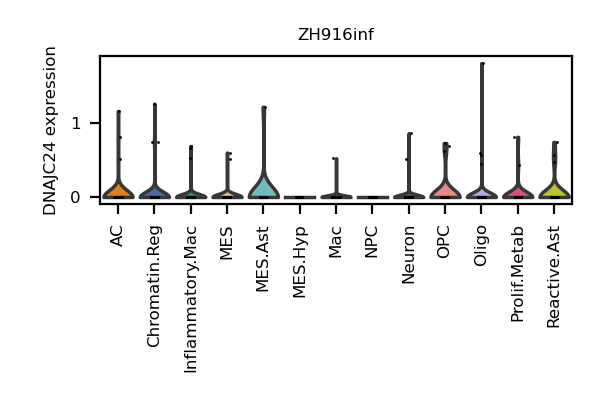 ZH916inf
DNAJC24 expression
1
0
AC
Chromatin.Reg
Inflammatory.Mac
MES
MES.Ast
MES.Hyp
Mac
NPC
Neuron
OPC
Oligo
Prolif.Metab
Reactive.Ast